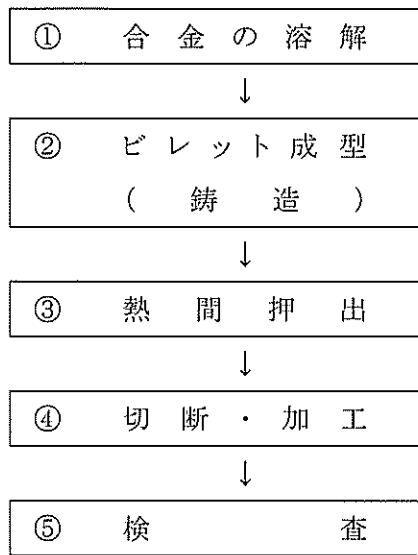 ① 合金の溶解
↓
② ビレット成型
(鋳造)
↓
③ 熱間押出
↓
④ 切断・加工
↓
⑤ 検査